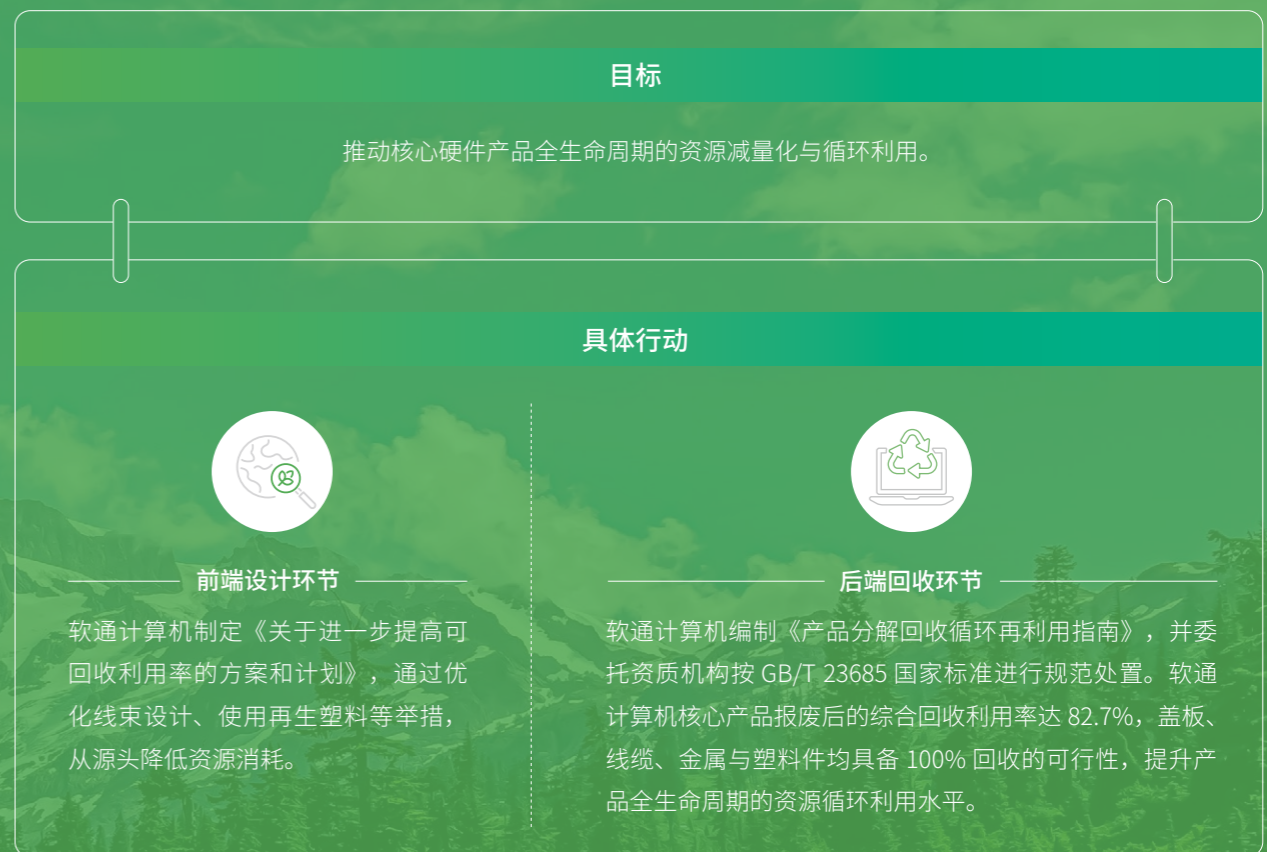 目标
推动核心硬件产品全生命周期的资源减量化与循环利用。
具体行动
前端设计环节
软通计算机制定《关于进一步提高可
回收利用率的方案和计划》，通过优
化线束设计、使用再生塑料等举措，
从源头降低资源消耗。
后端回收环节
软通计算机编制《产品分解回收循环再利用指南》，并委
托资质机构按 GB/T 23685 国家标准进行规范处置。软通
计算机核心产品报废后的综合回收利用率达 82.7%，盖板、
线缆、金属与塑料件均具备 100% 回收的可行性，提升产
品全生命周期的资源循环利用水平。